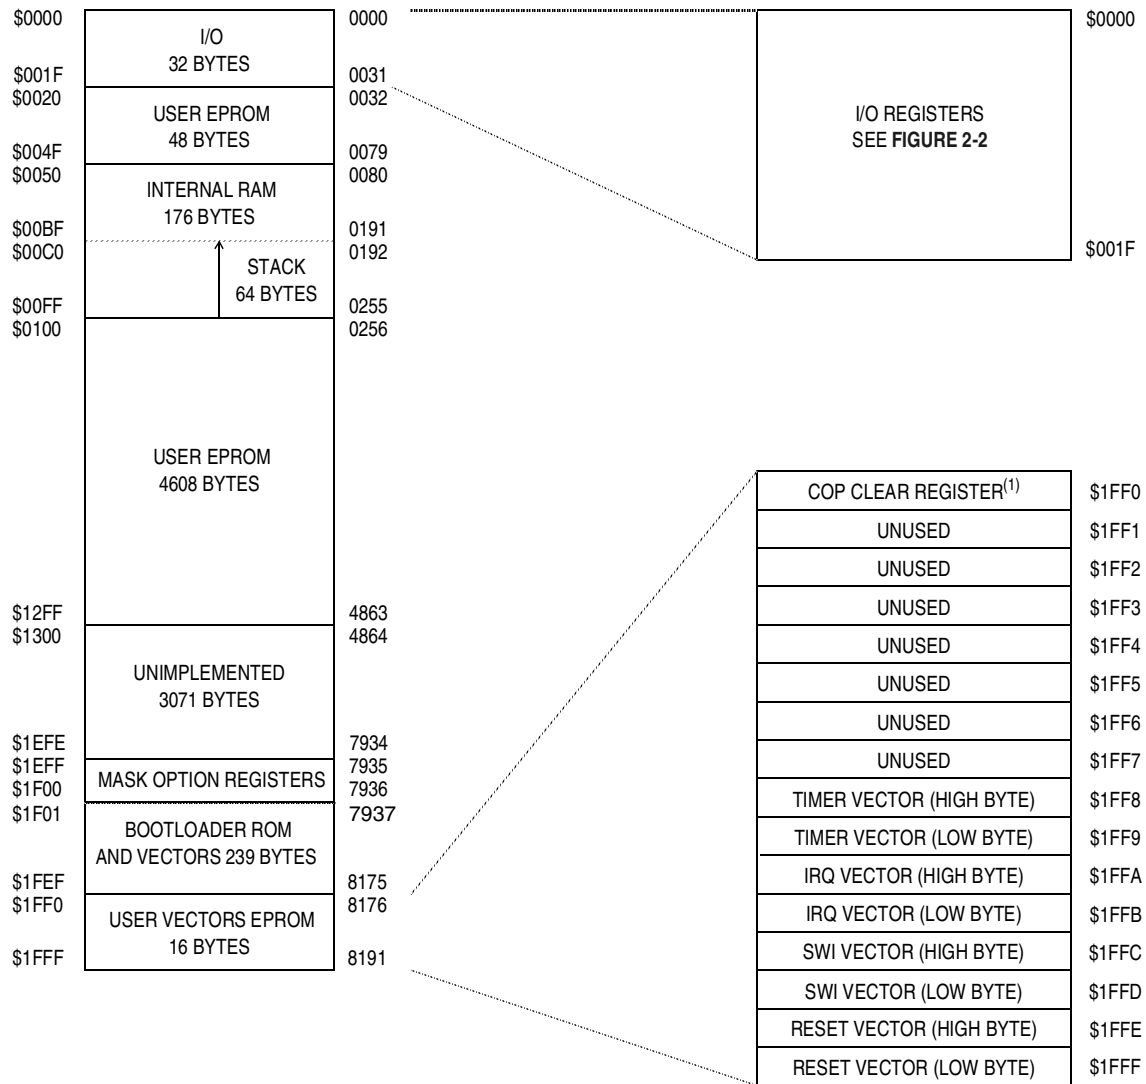 $0000
I/O
32 BYTES
0000
$001F
0031
$0020
0032
USER EPROM
48 BYTES
$004F
0079
$0050
0080
INTERNAL RAM
176 BYTES
$00BF
0191
$00C0
0192
STACK
64 BYTES
$00FF
0255
$0100
0256
USER EPROM
4608 BYTES
$12FF
4863
$1300
4864
UNIMPLEMENTED
3071 BYTES
$1EFE
7934
$1EFF
7935
MASK OPTION REGISTERS
$1F00
7936
$1F01
7937
BOOTLOADER ROM
AND VECTORS 239 BYTES
$1FEF
8175
$1FF0
8176
USER VECTORS EPROM
16 BYTES
$1FFF
8191
$0000
I/O REGISTERS
SEE FIGURE 2-2
$001F
COP CLEAR REGISTER(1) $1FF0
UNUSED $1FF1
UNUSED $1FF2
UNUSED $1FF3
UNUSED $1FF4
UNUSED $1FF5
UNUSED $1FF6
UNUSED $1FF7
TIMER VECTOR (HIGH BYTE) $1FF8
TIMER VECTOR (LOW BYTE) $1FF9
IRQ VECTOR (HIGH BYTE) $1FFA
IRQ VECTOR (LOW BYTE) $1FFB
SWI VECTOR (HIGH BYTE) $1FFC
SWI VECTOR (LOW BYTE) $1FFD
RESET VECTOR (HIGH BYTE) $1FFE
RESET VECTOR (LOW BYTE) $1FFF